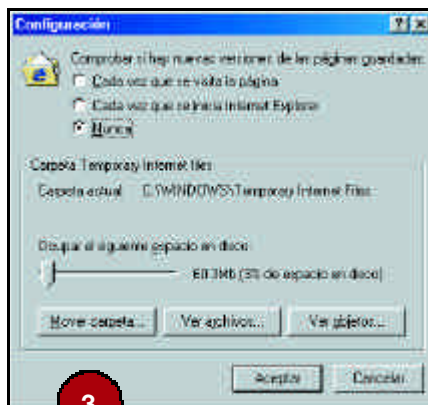 Configuración
Comprobar si hay nuevas versiones de las páginas guardadas:
Cada vez que se visita la página
Cada vez que se inicia Internet Explorer
Nunca
Carpeta Temporary Internet files
Carpeta actual: C:\WINDOWS\Temporary Internet Files\
Ocupar el siguiente espacio en disco:
MB (3% de espacio en disco)
Mover carpeta... Ver archivos... Ver objetos...
Aceptar Cancelar
3